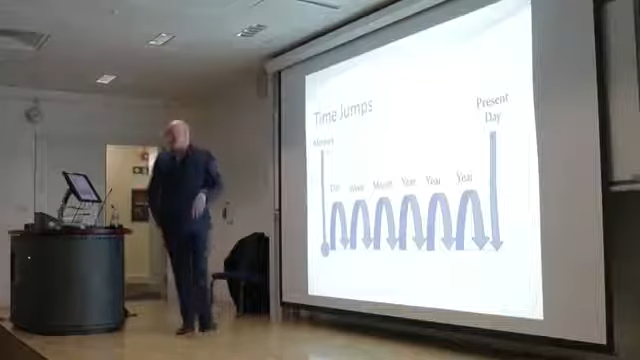 Time Jumps
Present
Day
Day
Week
Month
Year
Year
Year